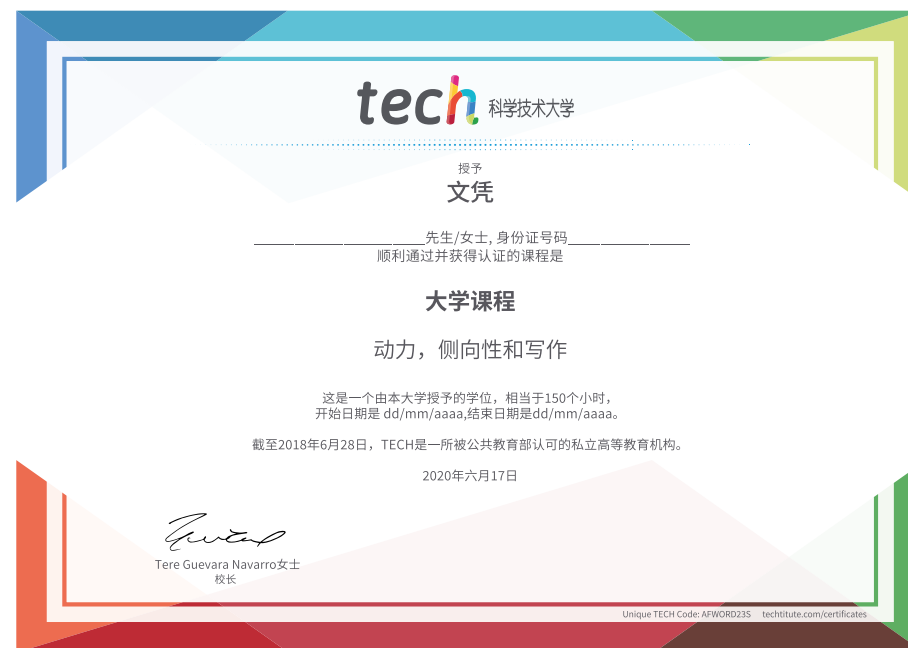 tech 科学技术大学
授予
文凭
先生/女士, 身份证号码
顺利通过并获得认证的课程是
大学课程
动力，侧向性和写作
这是一个由本大学授予的学位，相当于150个小时，
开始日期是 dd/mm/aaaa,结束日期是dd/mm/aaaa。
截至2018年6月28日，TECH是一所被公共教育部认可的私立高等教育机构。
2020年六月17日
Tere Guevara Navarro女士
校长
Unique TECH Code: AFWORD23S techtitute.com/certificates